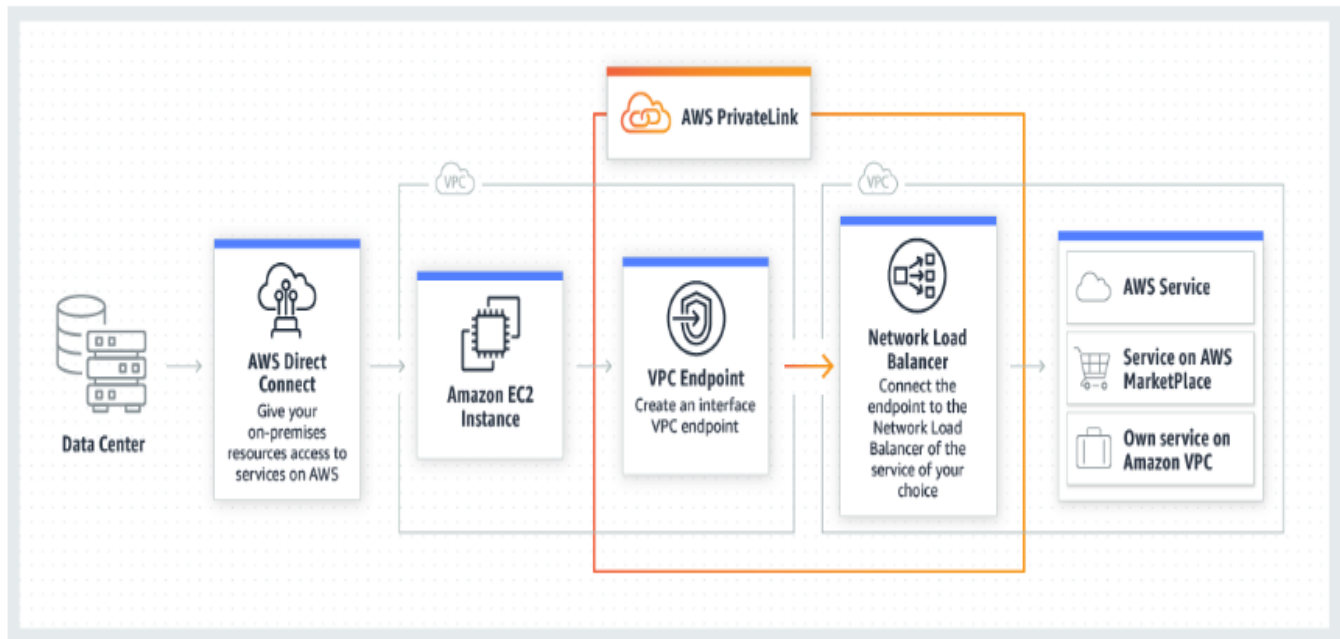 AWS PrivateLink
VPC
VPC
Data Center
AWS Direct
Connect
Give your
on-premises
resources access to
services on AWS
Amazon EC2
Instance
VPC Endpoint
Create an interface
VPC endpoint
Network Load
Balancer
Connect the
endpoint to the
Network Load
Balancer of the
service of your
choice
AWS Service
Service on AWS
MarketPlace
Own service on
Amazon VPC